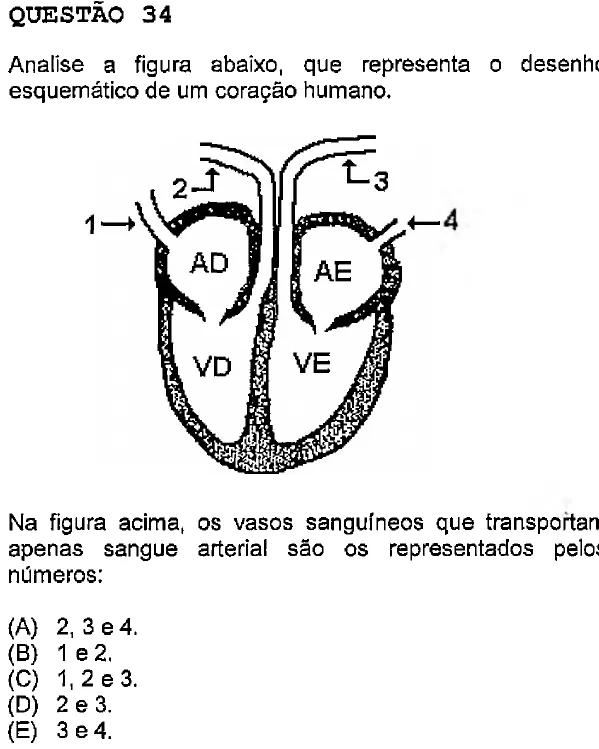 QUESTÃO 34
Analise a figura abaixo, que representa o desenho
esquemático de um coração humano.
2
3
1
4
AD
AE
VD
VE
Na figura acima, os vasos sanguíneos que transportam
apenas sangue arterial são os representados pelos
números:
(A) 2, 3 e 4.
(B) 1 e 2.
(C) 1, 2 e 3.
(D) 2 e 3.
(E) 3 e 4.